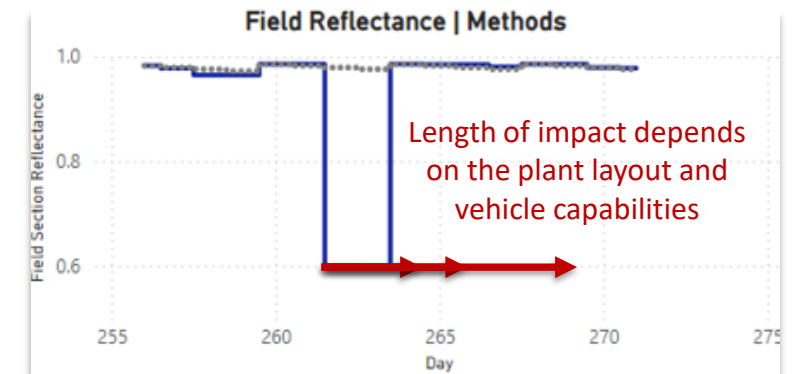 Field Reflectance | Methods
1.0
0.8
0.6
Field Section Reflectance
Length of impact depends
on the plant layout and
vehicle capabilities
255 260 265 270 275
Day